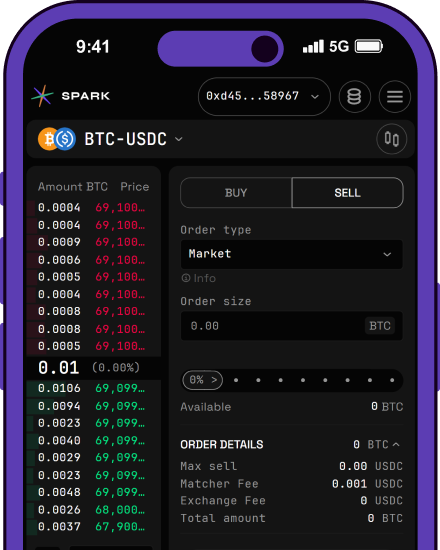 9:41 5G
SPARK 0xd45...58967
BTC-USDC
Amount BTC Price
0.0004 69,100…
0.0004 69,100…
0.0009 69,100…
0.0006 69,100…
0.0005 69,100…
0.0004 69,100…
0.0008 69,100…
0.0008 69,100…
0.0005 69,100…
0.01 (0.00%)
0.0106 69,099…
0.0094 69,099…
0.0023 69,099…
0.0040 69,099…
0.0029 69,099…
0.0023 69,099…
0.0048 69,099…
0.0026 68,000…
0.0037 67,900…
BUY SELL
Order type
Market
Info
Order size
0.00 BTC
0% >
Available 0 BTC
ORDER DETAILS 0 BTC
Max sell 0.00 USDC
Matcher Fee 0.001 USDC
Exchange Fee 0 USDC
Total amount 0 BTC